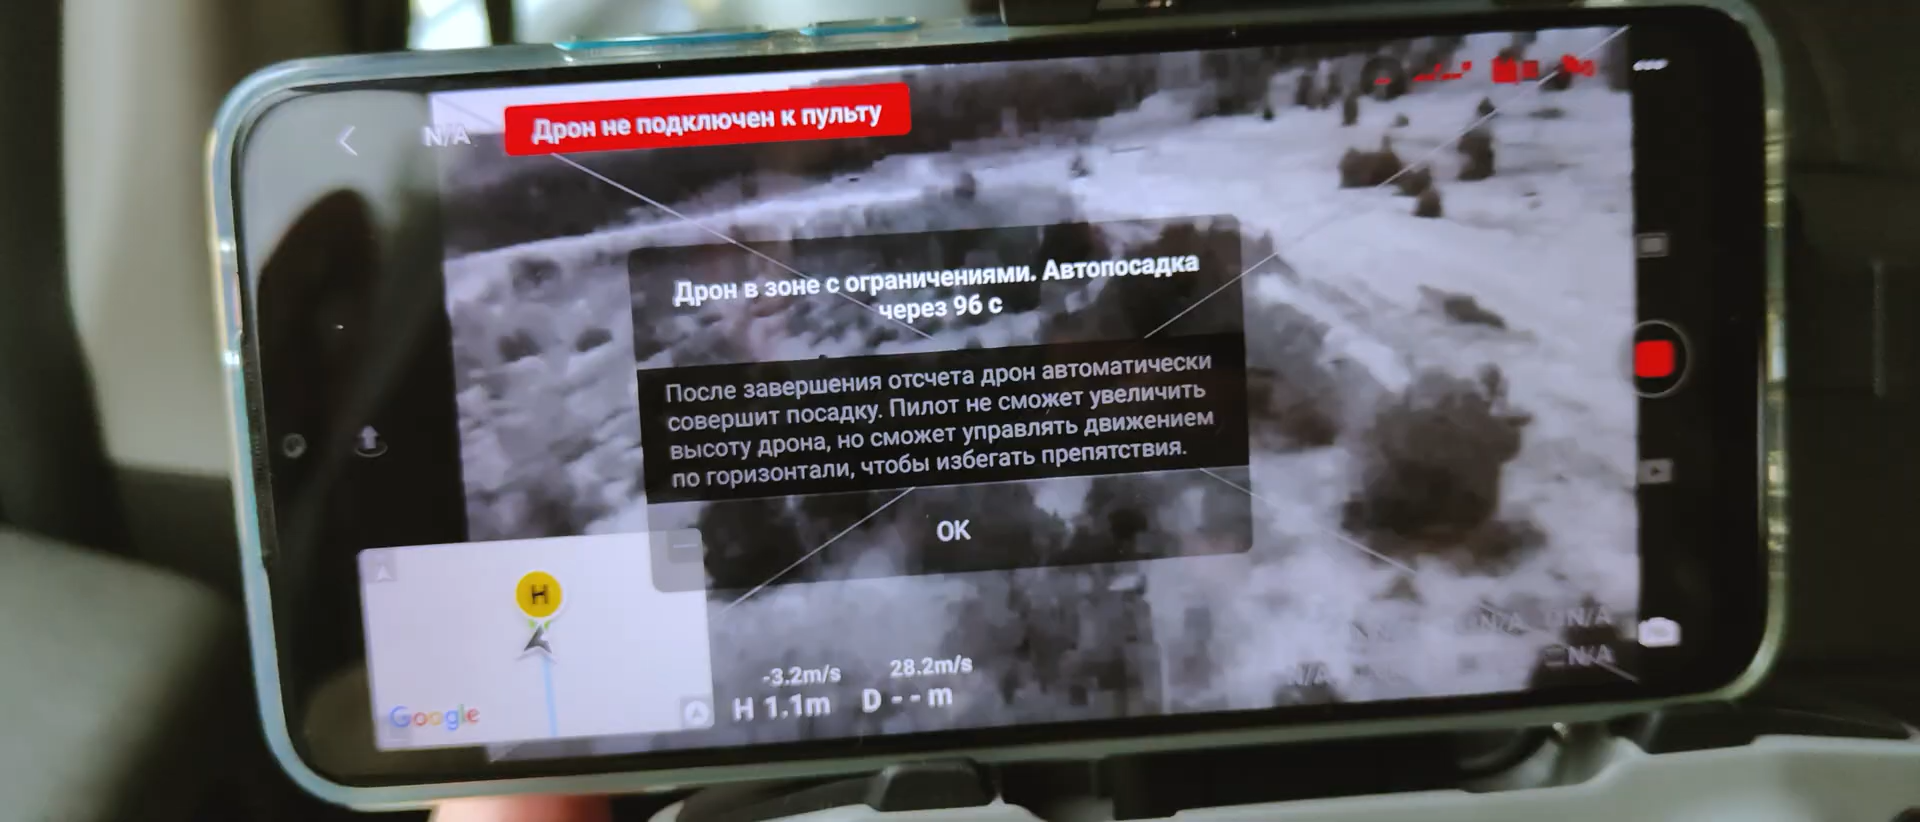 N/A
Дрон не подключен к пульту
Дрон в зоне с ограничениями. Автопосадка
через 96 с
После завершения отсчета дрон автоматически
совершит посадку. Пилот не сможет увеличить
высоту дрона, но сможет управлять движением
по горизонтали, чтобы избегать препятствия.
OK
H
Google
-3.2m/s 28.2m/s
H 1.1m D - - m
N/A N/A
N/A N/A